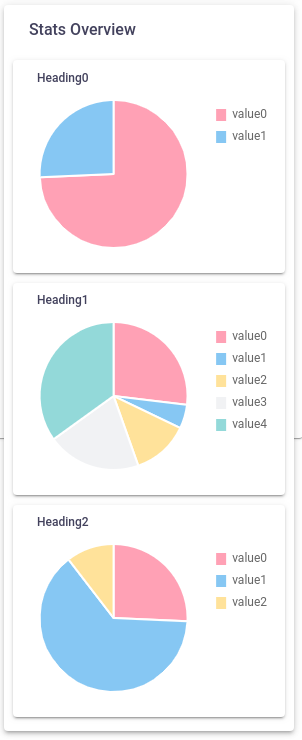 Stats Overview
Heading0
value0
value1
Heading1
value0
value1
value2
value3
value4
Heading2
value0
value1
value2